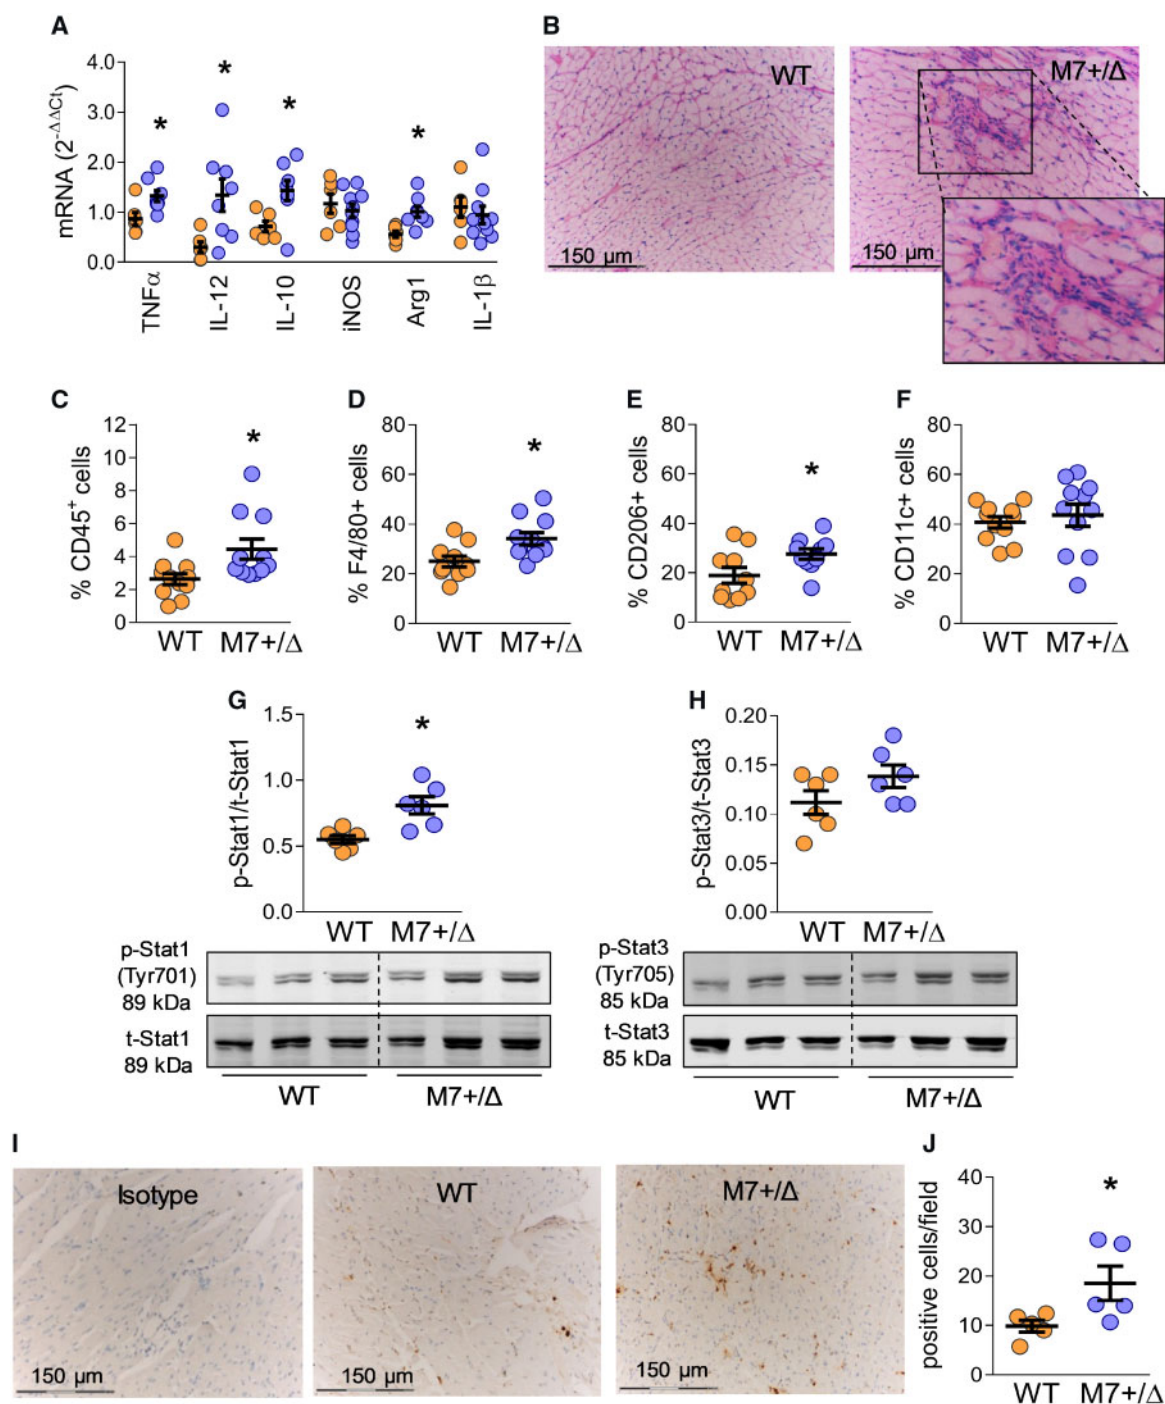 A
mRNA (2^-ΔΔCt)
4.0
3.0
2.0
1.0
0.0
* * * *
TNFα IL-12 IL-10 iNOS Arg1 IL-1β
B
WT
150 μm
M7+/Δ
150 μm
C
% CD45+ cells
12
10
8
6
4
2
0
*
WT M7+/Δ
D
% F4/80+ cells
80
60
40
20
0
*
WT M7+/Δ
E
% CD206+ cells
80
60
40
20
0
*
WT M7+/Δ
F
% CD11c+ cells
80
60
40
20
0
WT M7+/Δ
G
p-Stat1/t-Stat1
1.5
1.0
0.5
0.0
*
WT M7+/Δ
p-Stat1
(Tyr701)
89 kDa
t-Stat1
89 kDa
WT M7+/Δ
H
p-Stat3/t-Stat3
0.20
0.15
0.10
0.05
0.00
WT M7+/Δ
p-Stat3
(Tyr705)
85 kDa
t-Stat3
85 kDa
WT M7+/Δ
I
Isotype
150 μm
WT
150 μm
M7+/Δ
150 μm
J
positive cells/field
40
30
20
10
0
*
WT M7+/Δ